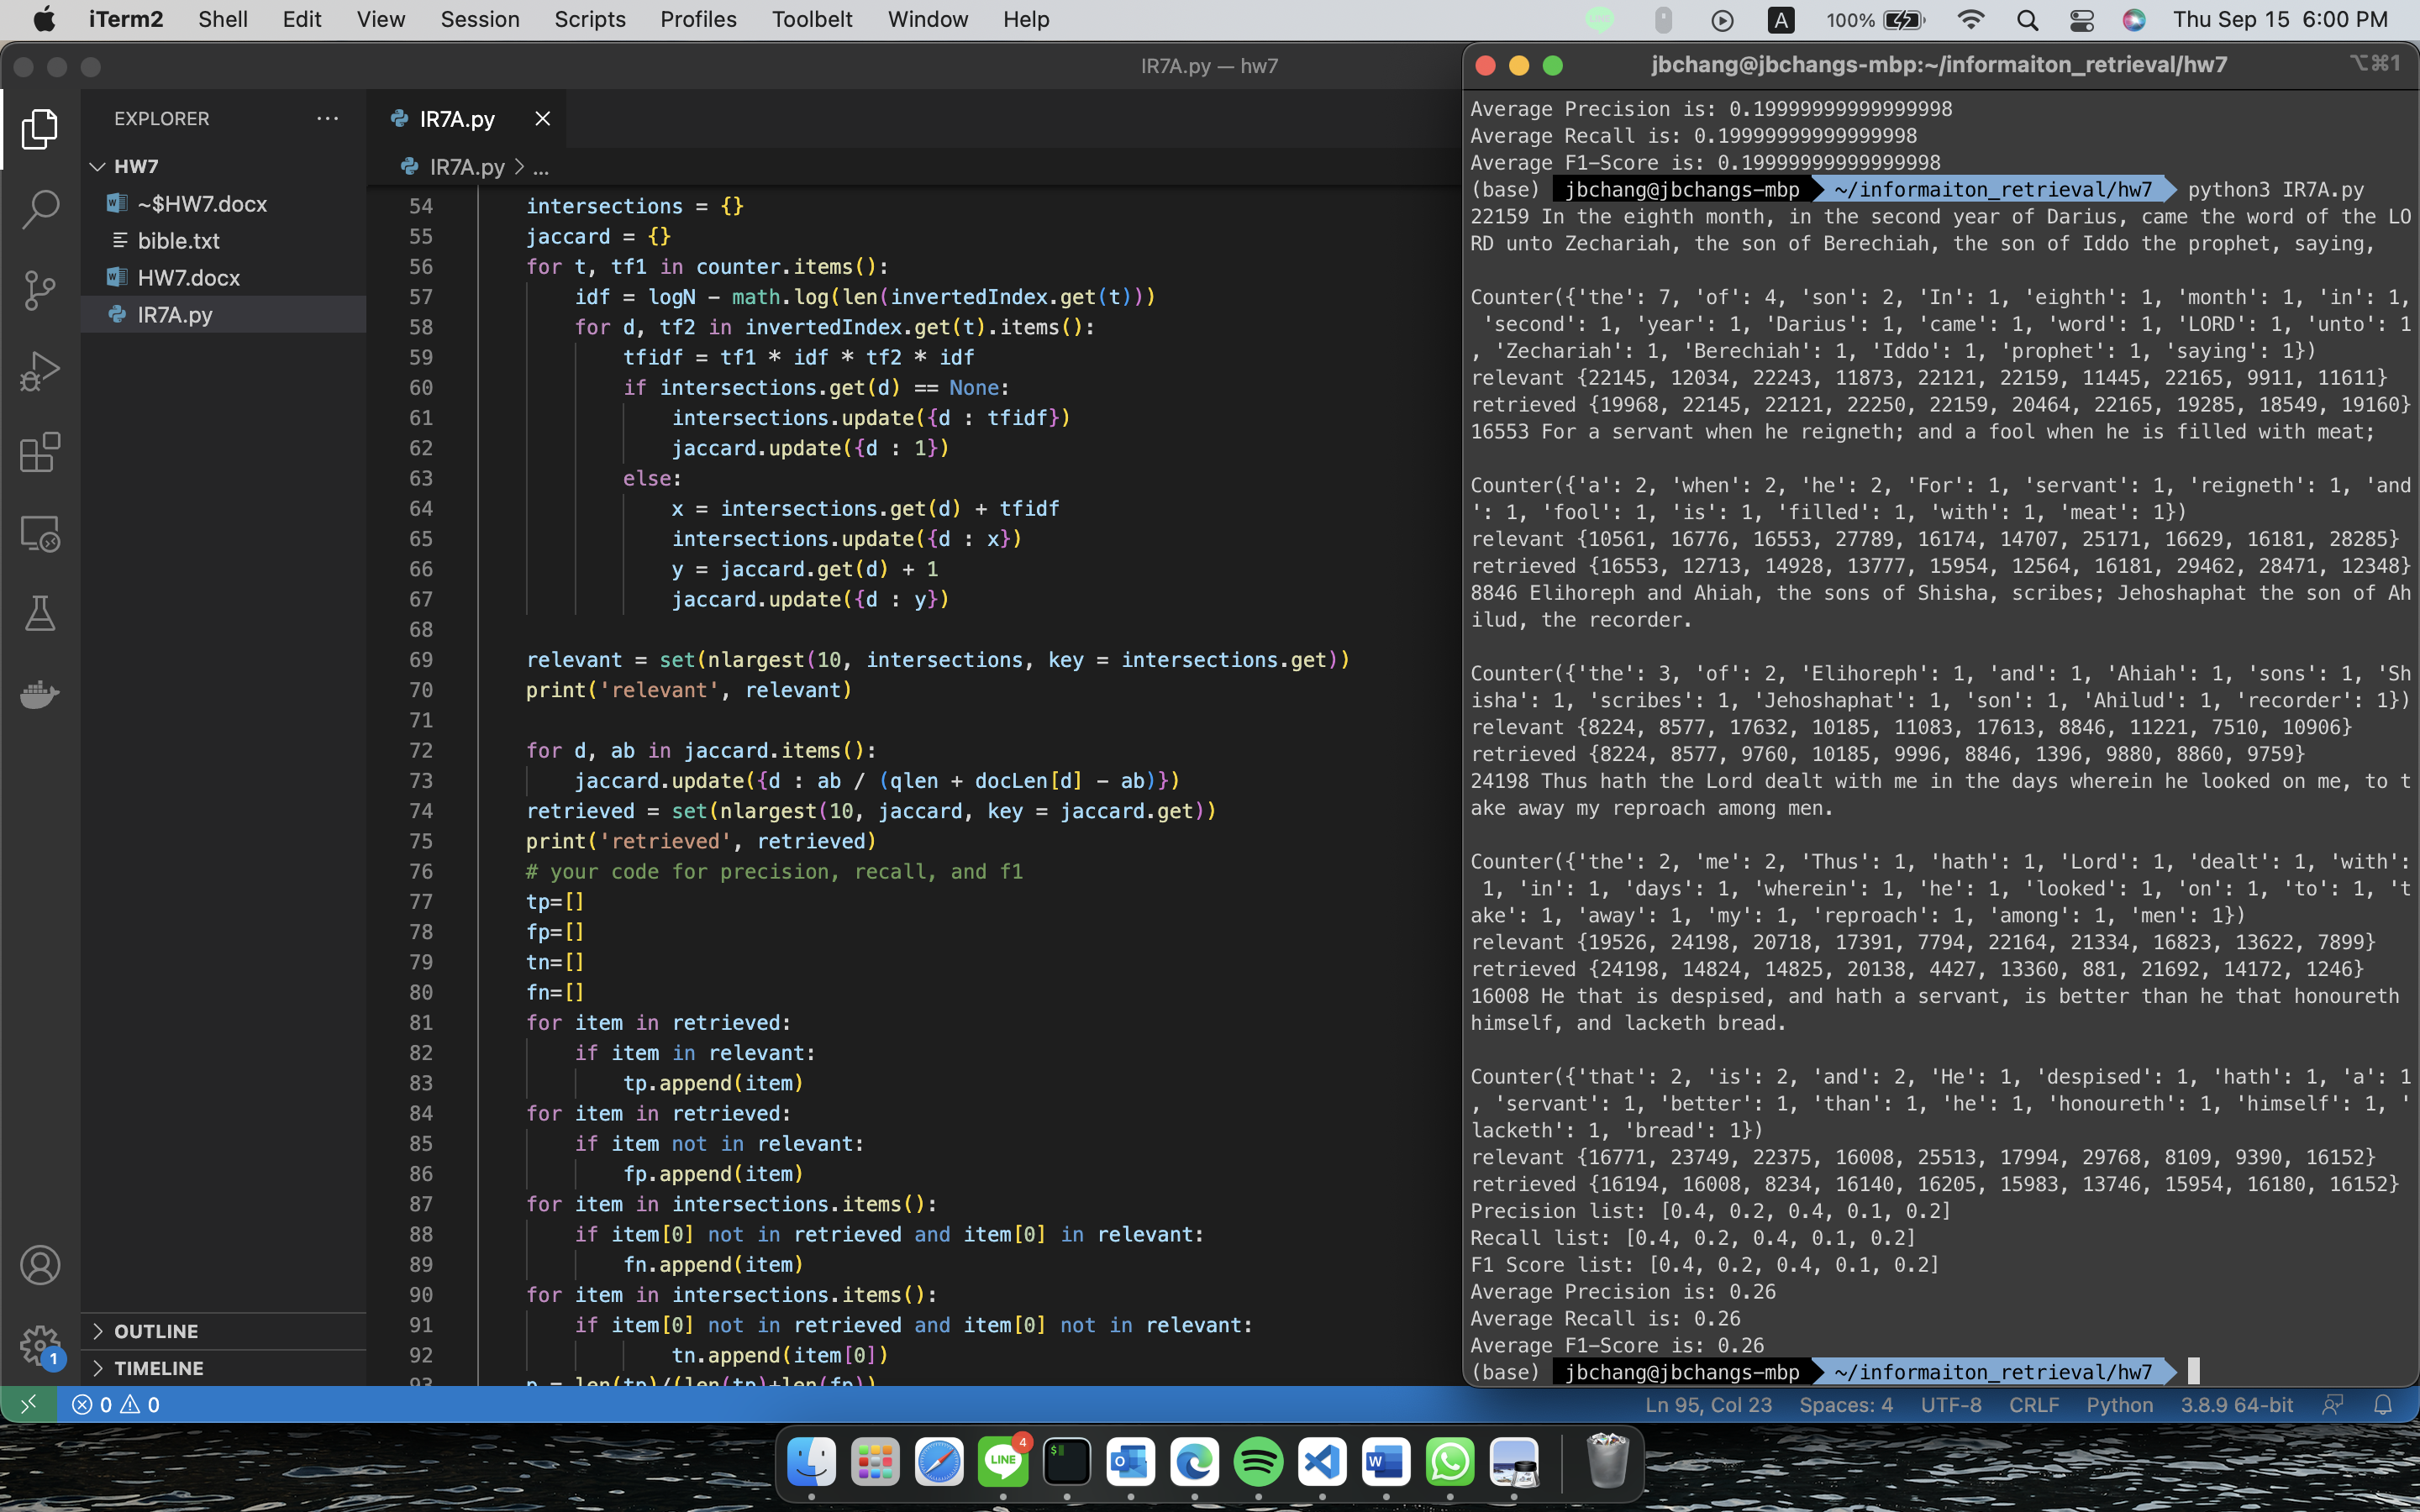 iTerm2 Shell Edit View Session Scripts Profiles Toolbelt Window Help A 100% Thu Sep 15 6:00 PM
IR7A.py — hw7
EXPLORER ···
HW7
~$HW7.docx
bible.txt
HW7.docx
IR7A.py
OUTLINE
TIMELINE
1
IR7A.py
IR7A.py > ...
54 intersections = {}
55 jaccard = {}
56 for t, tf1 in counter.items():
57 idf = logN - math.log(len(invertedIndex.get(t)))
58 for d, tf2 in invertedIndex.get(t).items():
59 tfidf = tf1 * idf * tf2 * idf
60 if intersections.get(d) == None:
61 intersections.update({d : tfidf})
62 jaccard.update({d : 1})
63 else:
64 x = intersections.get(d) + tfidf
65 intersections.update({d : x})
66 y = jaccard.get(d) + 1
67 jaccard.update({d : y})
68
69 relevant = set(nlargest(10, intersections, key = intersections.get))
70 print('relevant', relevant)
71
72 for d, ab in jaccard.items():
73 jaccard.update({d : ab / (qlen + docLen[d] - ab)})
74 retrieved = set(nlargest(10, jaccard, key = jaccard.get))
75 print('retrieved', retrieved)
76 # your code for precision, recall, and f1
77 tp=[]
78 fp=[]
79 tn=[]
80 fn=[]
81 for item in retrieved:
82 if item in relevant:
83 tp.append(item)
84 for item in retrieved:
85 if item not in relevant:
86 fp.append(item)
87 for item in intersections.items():
88 if item[0] not in retrieved and item[0] in relevant:
89 fn.append(item)
90 for item in intersections.items():
91 if item[0] not in retrieved and item[0] not in relevant:
92 tn.append(item[0])
93 p = len(tp)/(len(tp)+len(fp))
jbchang@jbchangs-mbp:~/informaiton_retrieval/hw7 ⌥⌘1
Average Precision is: 0.19999999999999998
Average Recall is: 0.19999999999999998
Average F1-Score is: 0.19999999999999998
(base) jbchang@jbchangs-mbp ~/informaiton_retrieval/hw7 python3 IR7A.py
22159 In the eighth month, in the second year of Darius, came the word of the LO
RD unto Zechariah, the son of Berechiah, the son of Iddo the prophet, saying,
Counter({'the': 7, 'of': 4, 'son': 2, 'In': 1, 'eighth': 1, 'month': 1, 'in': 1,
'second': 1, 'year': 1, 'Darius': 1, 'came': 1, 'word': 1, 'LORD': 1, 'unto': 1
, 'Zechariah': 1, 'Berechiah': 1, 'Iddo': 1, 'prophet': 1, 'saying': 1})
relevant {22145, 12034, 22243, 11873, 22121, 22159, 11445, 22165, 9911, 11611}
retrieved {19968, 22145, 22121, 22250, 22159, 20464, 22165, 19285, 18549, 19160}
16553 For a servant when he reigneth; and a fool when he is filled with meat;
Counter({'a': 2, 'when': 2, 'he': 2, 'For': 1, 'servant': 1, 'reigneth': 1, 'and
': 1, 'fool': 1, 'is': 1, 'filled': 1, 'with': 1, 'meat': 1})
relevant {10561, 16776, 16553, 27789, 16174, 14707, 25171, 16629, 16181, 28285}
retrieved {16553, 12713, 14928, 13777, 15954, 12564, 16181, 29462, 28471, 12348}
8846 Elihoreph and Ahiah, the sons of Shisha, scribes; Jehoshaphat the son of Ah
ilud, the recorder.
Counter({'the': 3, 'of': 2, 'Elihoreph': 1, 'and': 1, 'Ahiah': 1, 'sons': 1, 'Sh
isha': 1, 'scribes': 1, 'Jehoshaphat': 1, 'son': 1, 'Ahilud': 1, 'recorder': 1})
relevant {8224, 8577, 17632, 10185, 11083, 17613, 8846, 11221, 7510, 10906}
retrieved {8224, 8577, 9760, 10185, 9996, 8846, 1396, 9880, 8860, 9759}
24198 Thus hath the Lord dealt with me in the days wherein he looked on me, to t
ake away my reproach among men.
Counter({'the': 2, 'me': 2, 'Thus': 1, 'hath': 1, 'Lord': 1, 'dealt': 1, 'with':
1, 'in': 1, 'days': 1, 'wherein': 1, 'he': 1, 'looked': 1, 'on': 1, 'to': 1, 't
ake': 1, 'away': 1, 'my': 1, 'reproach': 1, 'among': 1, 'men': 1})
relevant {19526, 24198, 20718, 17391, 7794, 22164, 21334, 16823, 13622, 7899}
retrieved {24198, 14824, 14825, 20138, 4427, 13360, 881, 21692, 14172, 1246}
16008 He that is despised, and hath a servant, is better than he that honoureth
himself, and lacketh bread.
Counter({'that': 2, 'is': 2, 'and': 2, 'He': 1, 'despised': 1, 'hath': 1, 'a': 1
, 'servant': 1, 'better': 1, 'than': 1, 'he': 1, 'honoureth': 1, 'himself': 1, '
lacketh': 1, 'bread': 1})
relevant {16771, 23749, 22375, 16008, 25513, 17994, 29768, 8109, 9390, 16152}
retrieved {16194, 16008, 8234, 16140, 16205, 15983, 13746, 15954, 16180, 16152}
Precision list: [0.4, 0.2, 0.4, 0.1, 0.2]
Recall list: [0.4, 0.2, 0.4, 0.1, 0.2]
F1 Score list: [0.4, 0.2, 0.4, 0.1, 0.2]
Average Precision is: 0.26
Average Recall is: 0.26
Average F1-Score is: 0.26
(base) jbchang@jbchangs-mbp ~/informaiton_retrieval/hw7
0 0 Ln 95, Col 23 Spaces: 4 UTF-8 CRLF Python 3.8.9 64-bit
LINE 4 $ O W